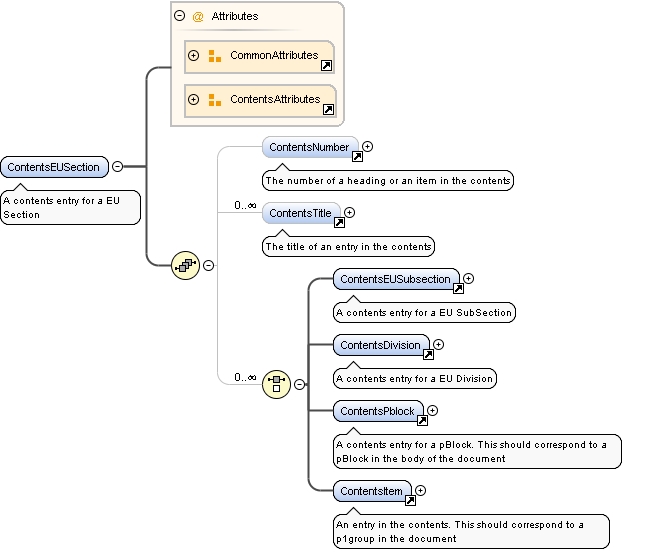 @ Attributes
CommonAttributes
ContentsAttributes
ContentsEUSection
A contents entry for a EU
Section
ContentsNumber
The number of a heading or an item in the contents
0..∞
ContentsTitle
The title of an entry in the contents
0..∞
ContentsEUSubsection
A contents entry for a EU SubSection
ContentsDivision
A contents entry for a EU Division
ContentsPblock
A contents entry for a pBlock. This should correspond to a
pBlock in the body of the document
ContentsItem
An entry in the contents. This should correspond to a
p1group in the document